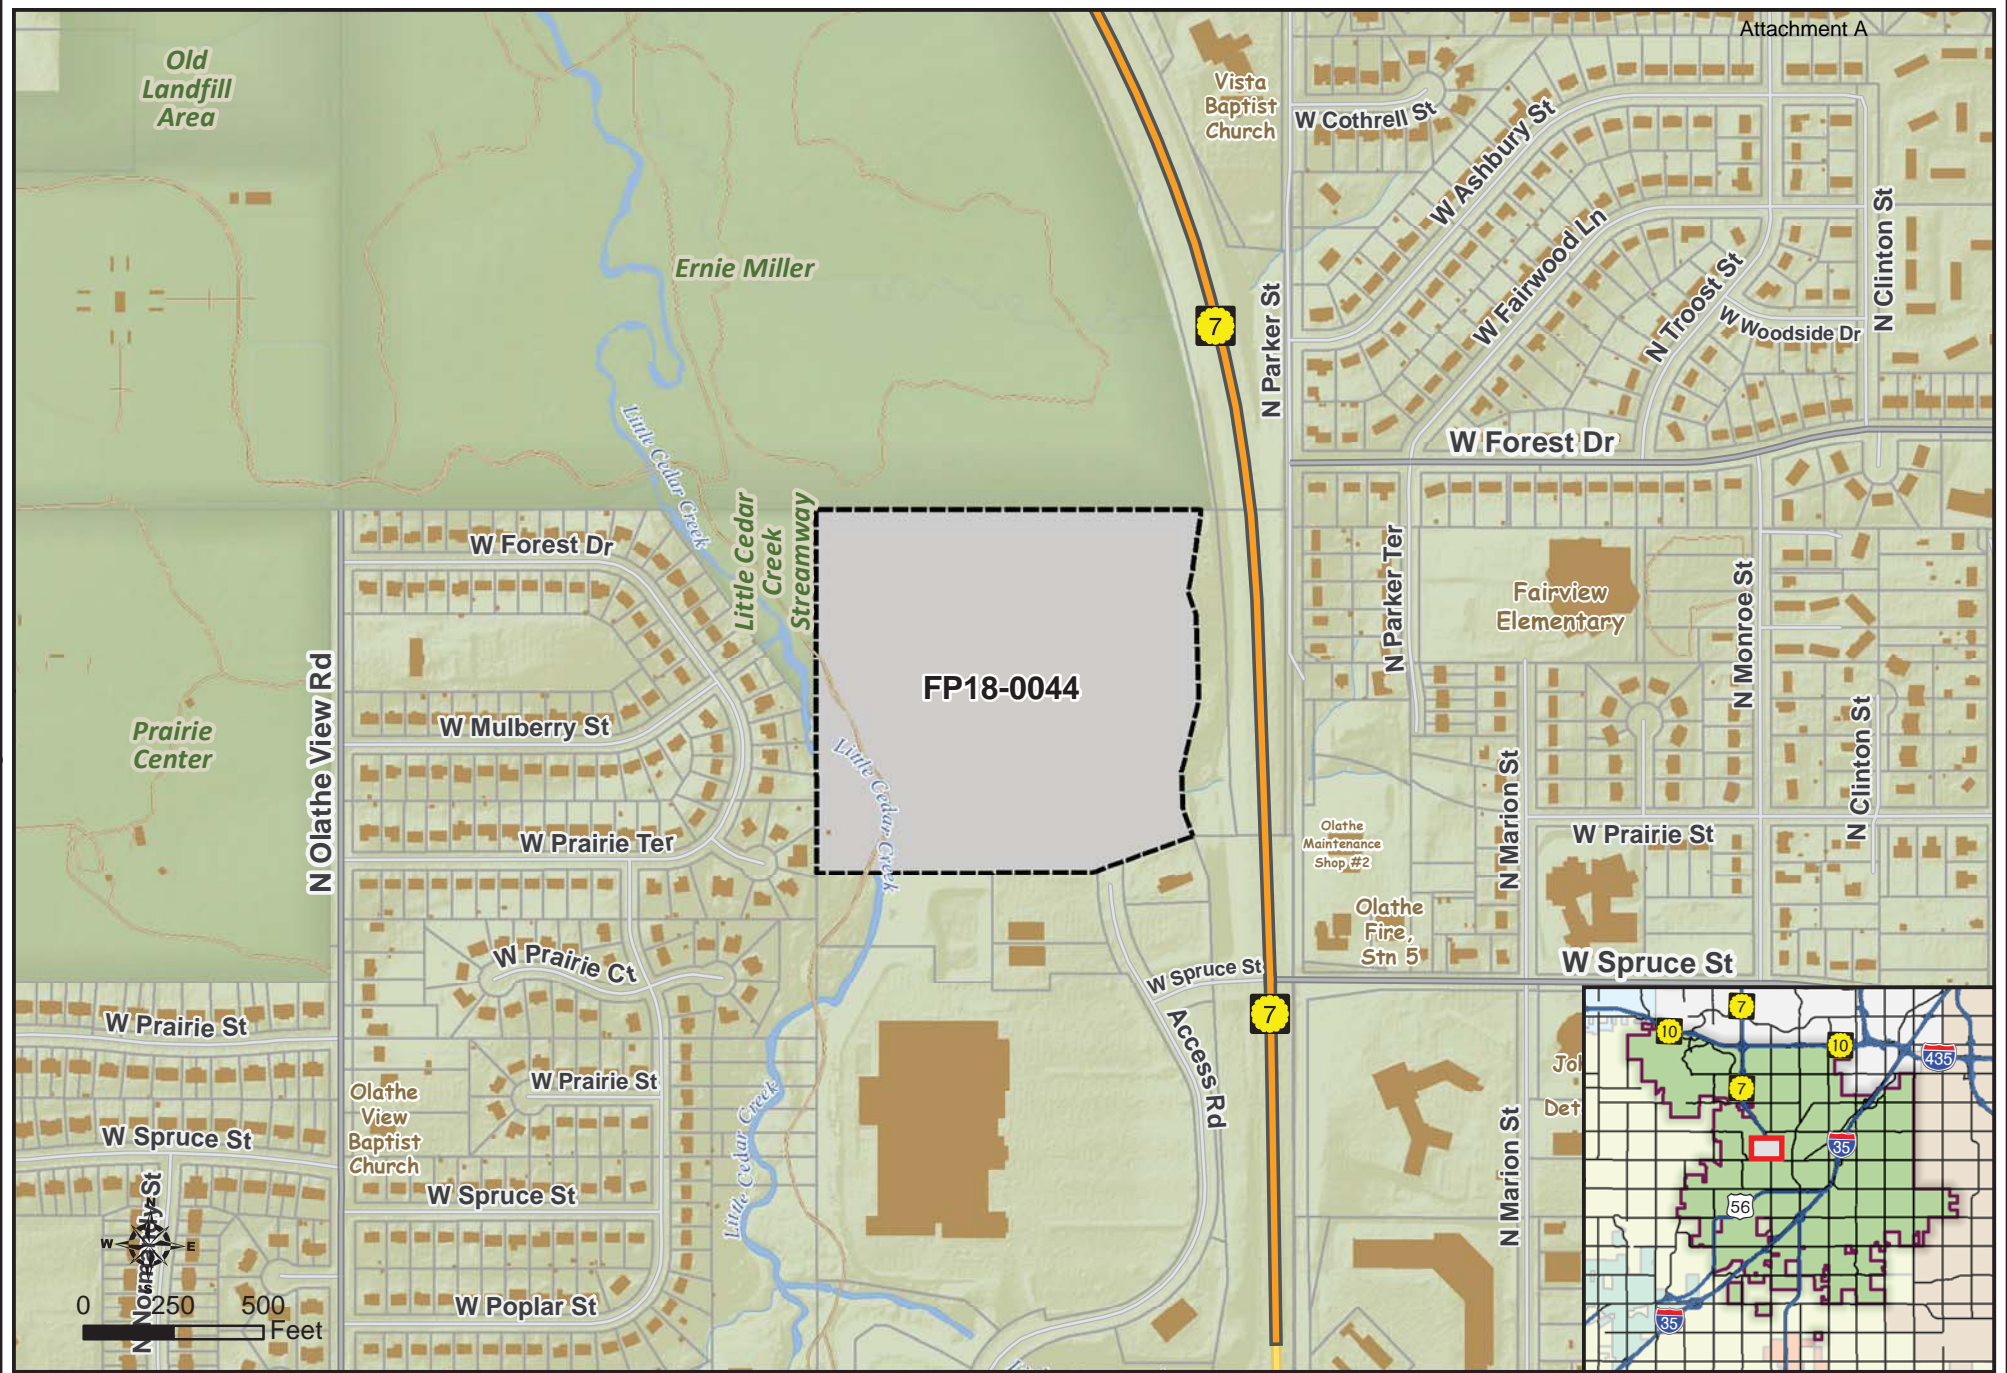 Attachment A
Old
Landfill
Area
Vista
Baptist
Church
W Cothrell St
W Ashbury St
N Clinton St
Ernie Miller
W Fairwood Ln
N Troost St
W Woodside Dr
7
N Parker St
Little Cedar Creek
W Forest Dr
Little Cedar
Creek
Streamway
W Forest Dr
N Parker Ter
Fairview
Elementary
N Monroe St
FP18-0044
N Olathe View Rd
Prairie
Center
W Mulberry St
Little Cedar Creek
N Marion St
N Clinton St
W Prairie Ter
Olathe
Maintenance
Shop #2
W Prairie St
Olathe
Fire,
Stn 5
W Prairie Ct
W Spruce St
W Spruce St
7
Access Rd
W Prairie St
W Prairie St
Olathe
View
Baptist
Church
Little Cedar Creek
W Spruce St
W Spruce St
N Marion St
N Normandy St
W Poplar St
N
W
E
S
0
250
500
Feet
7
10
10
435
7
35
56
35